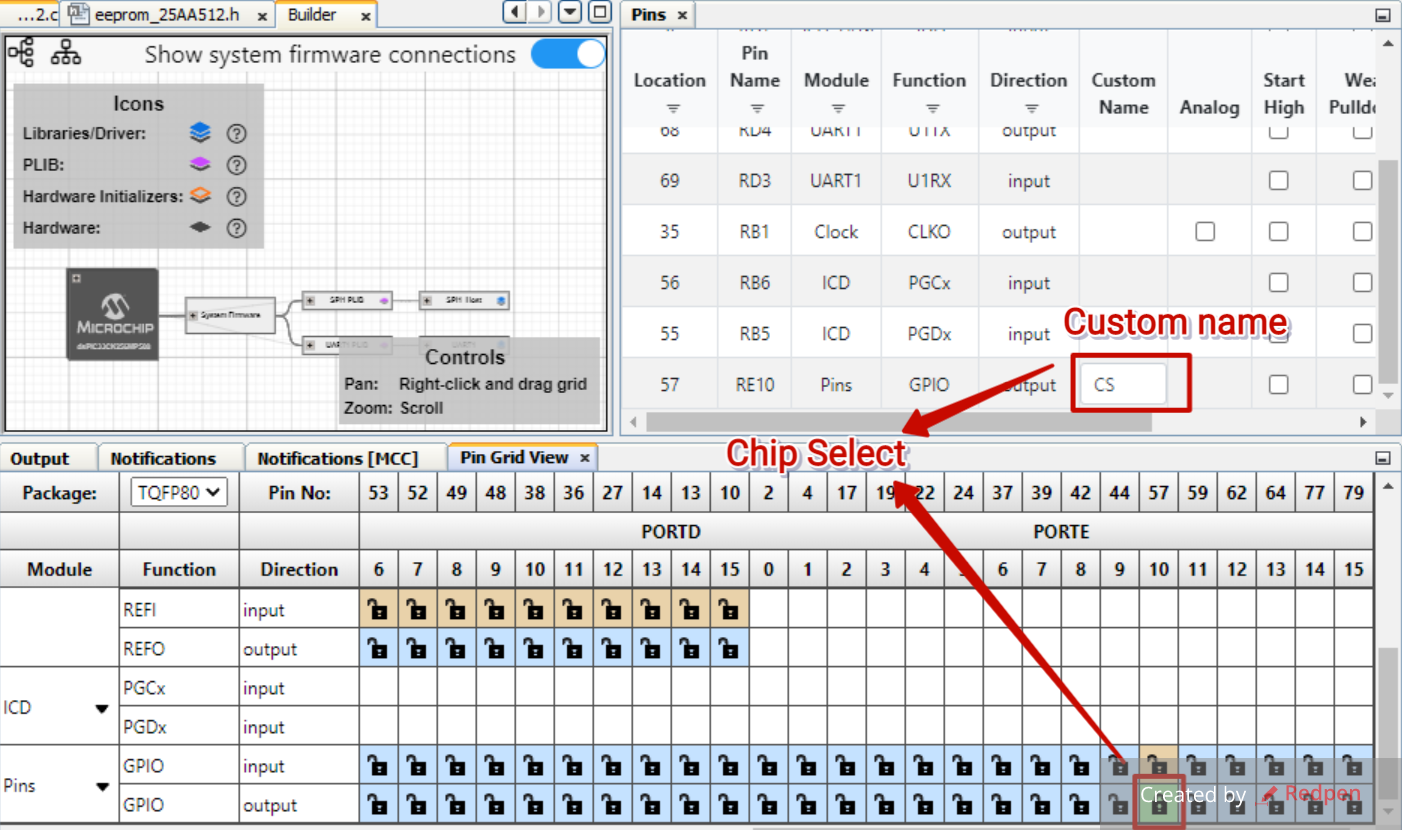 ...2.c
eeprom_25AA512.h
Builder
Show system firmware connections
Icons
Libraries/Driver:
PLIB:
Hardware Initializers:
Hardware:
MICROCHIP
System Firmware
SPI1 PLIB
SPI1 Host
UART1 PLIB
UART1
Controls
Pan: Right-click and drag grid
Zoom: Scroll
Pins
Location Pin Name Module Function Direction Custom Name Analog Start High Wea Pulldo
68 RD4 UART1 U1TX output
69 RD3 UART1 U1RX input
35 RB1 Clock CLKO output
56 RB6 ICD PGCx input
55 RB5 ICD PGDx input
57 RE10 Pins GPIO output CS
Custom name
Chip Select
Output Notifications Notifications [MCC] Pin Grid View
Package: TQFP80 Pin No: 53 52 49 48 38 36 27 14 13 10 2 4 17 19 22 24 37 39 42 44 57 59 62 64 77 79
PORTD PORTE
Module Function Direction 6 7 8 9 10 11 12 13 14 15 0 1 2 3 4 5 6 7 8 9 10 11 12 13 14 15
REFI input
REFO output
ICD
PGCx input
PGDx input
Pins
GPIO input
GPIO output
Created by Redpen